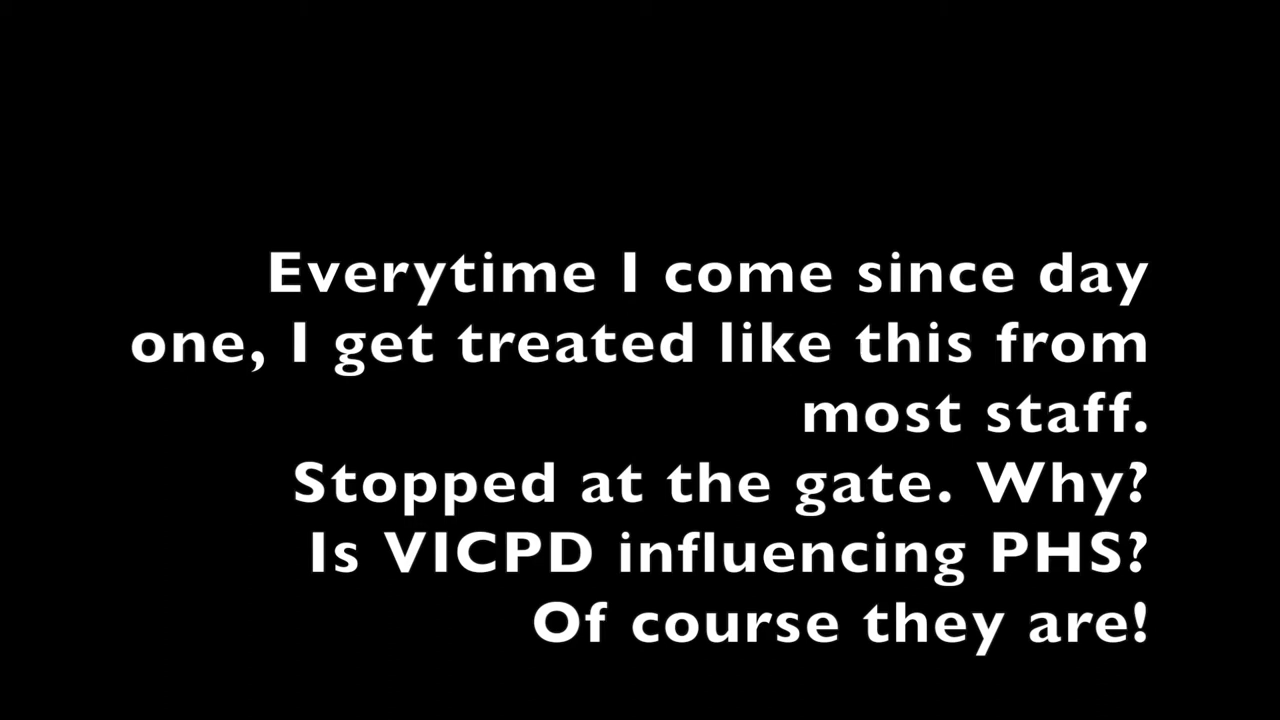 Everytime I come since day
one, I get treated like this from
most staff.
Stopped at the gate. Why?
Is VICPD influencing PHS?
Of course they are!